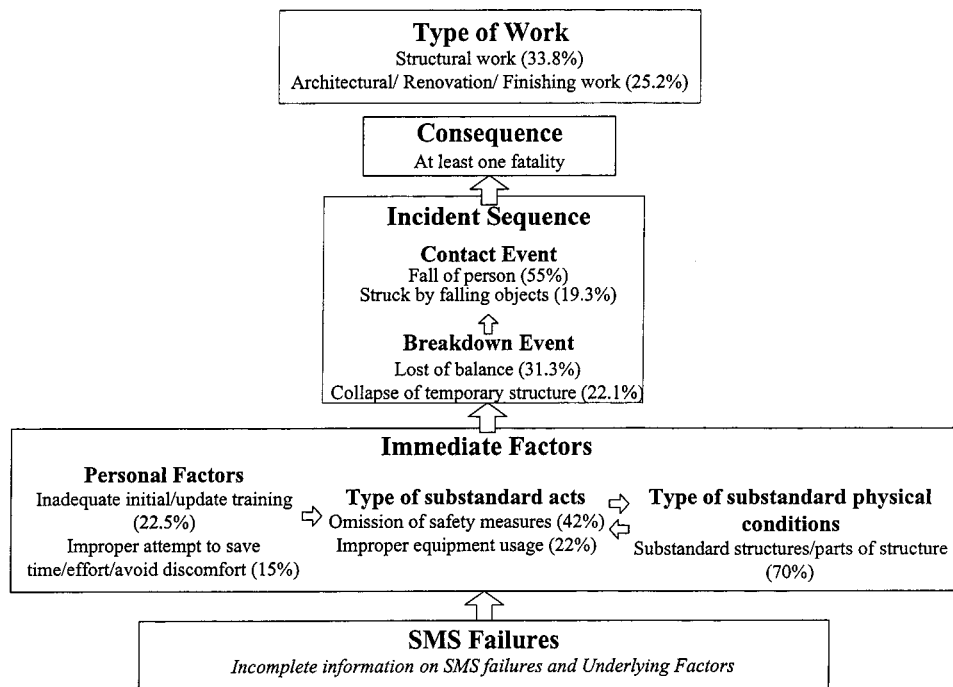 Type of Work
Structural work (33.8%)
Architectural/ Renovation/ Finishing work (25.2%)
Consequence
At least one fatality
Incident Sequence
Contact Event
Fall of person (55%)
Struck by falling objects (19.3%)
Breakdown Event
Lost of balance (31.3%)
Collapse of temporary structure (22.1%)
Immediate Factors
Personal Factors
Inadequate initial/update training
(22.5%)
Improper attempt to save
time/effort/avoid discomfort (15%)
Type of substandard acts
Omission of safety measures (42%)
Improper equipment usage (22%)
Type of substandard physical
conditions
Substandard structures/parts of structure
(70%)
SMS Failures
Incomplete information on SMS failures and Underlying Factors